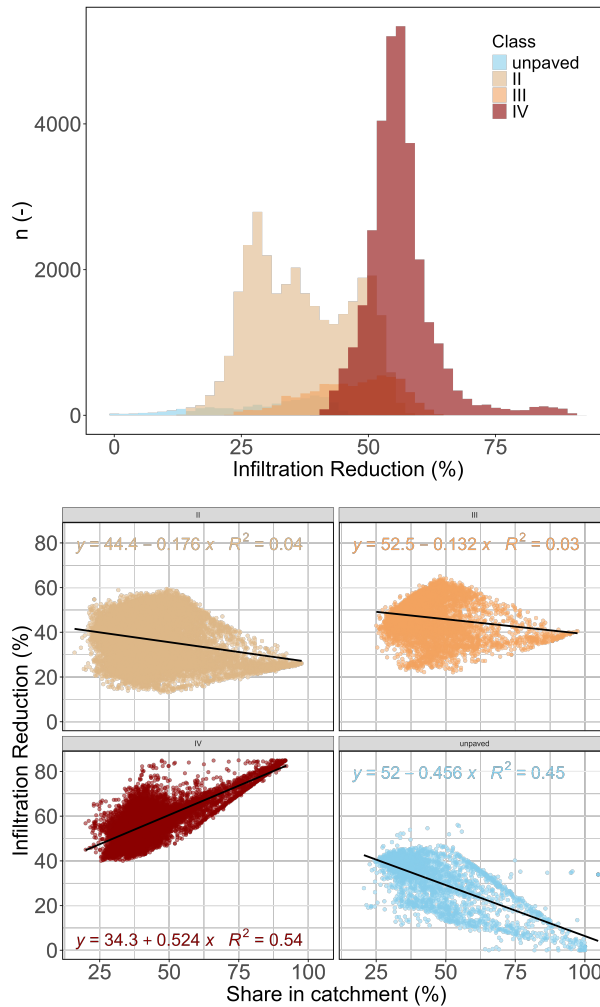 Class
unpaved
II
III
IV
n (-)
4000
2000
0
0 25 50 75
Infiltration Reduction (%)
II III
y = 44.4 − 0.176 x R² = 0.04
y = 52.5 − 0.132 x R² = 0.03
80
60
40
20
0
IV unpaved
y = 52 − 0.456 x R² = 0.45
80
60
40
20
0
y = 34.3 + 0.524 x R² = 0.54
Infiltration Reduction (%)
25 50 75 100 25 50 75 100
Share in catchment (%)